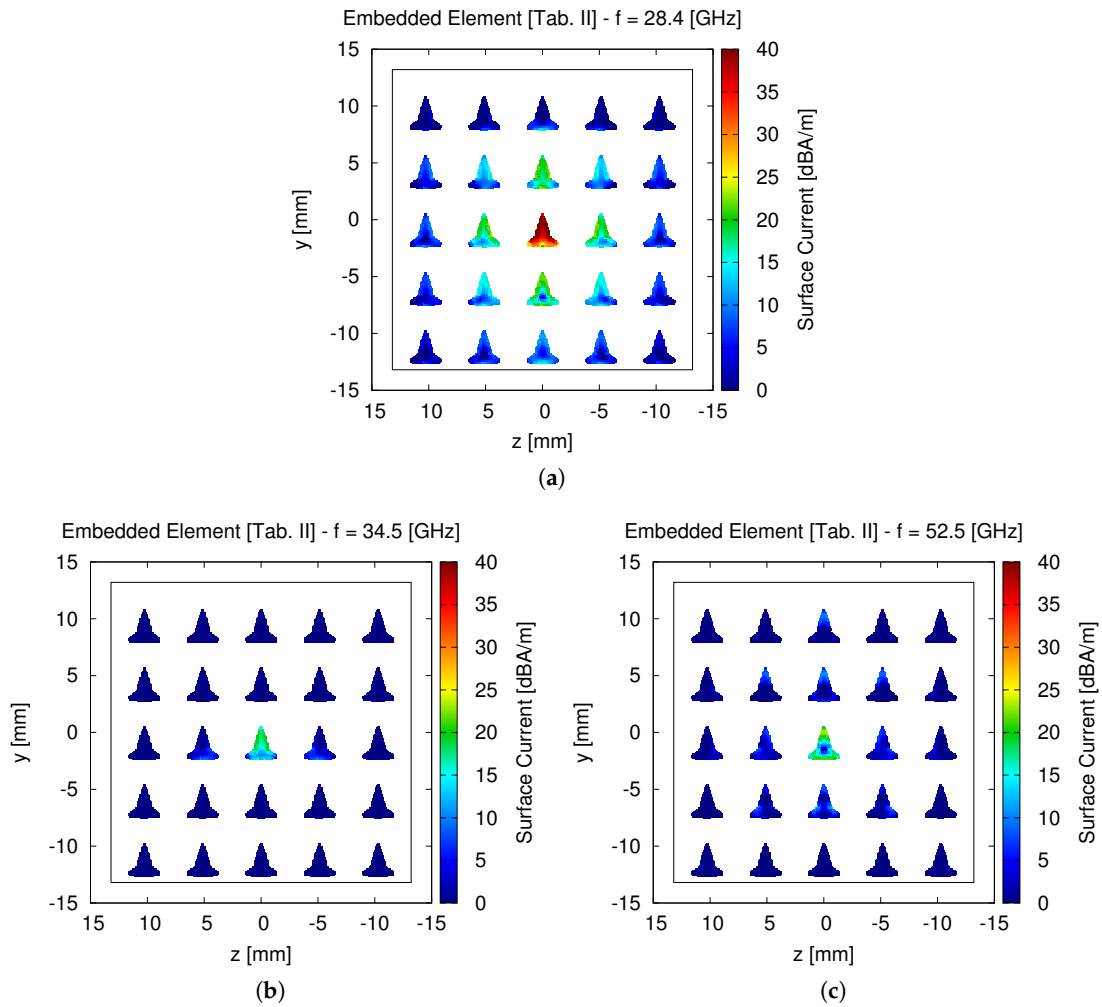 Embedded Element [Tab. II] - f = 28.4 [GHz]
15
10
5
0
-5
-10
-15
y [mm]
15 10 5 0 -5 -10 -15
z [mm]
40
35
30
25
20
15
10
5
0
Surface Current [dBA/m]
(a)
Embedded Element [Tab. II] - f = 34.5 [GHz]
15
10
5
0
-5
-10
-15
y [mm]
15 10 5 0 -5 -10 -15
z [mm]
40
35
30
25
20
15
10
5
0
Surface Current [dBA/m]
(b)
Embedded Element [Tab. II] - f = 52.5 [GHz]
15
10
5
0
-5
-10
-15
y [mm]
15 10 5 0 -5 -10 -15
z [mm]
40
35
30
25
20
15
10
5
0
Surface Current [dBA/m]
(c)